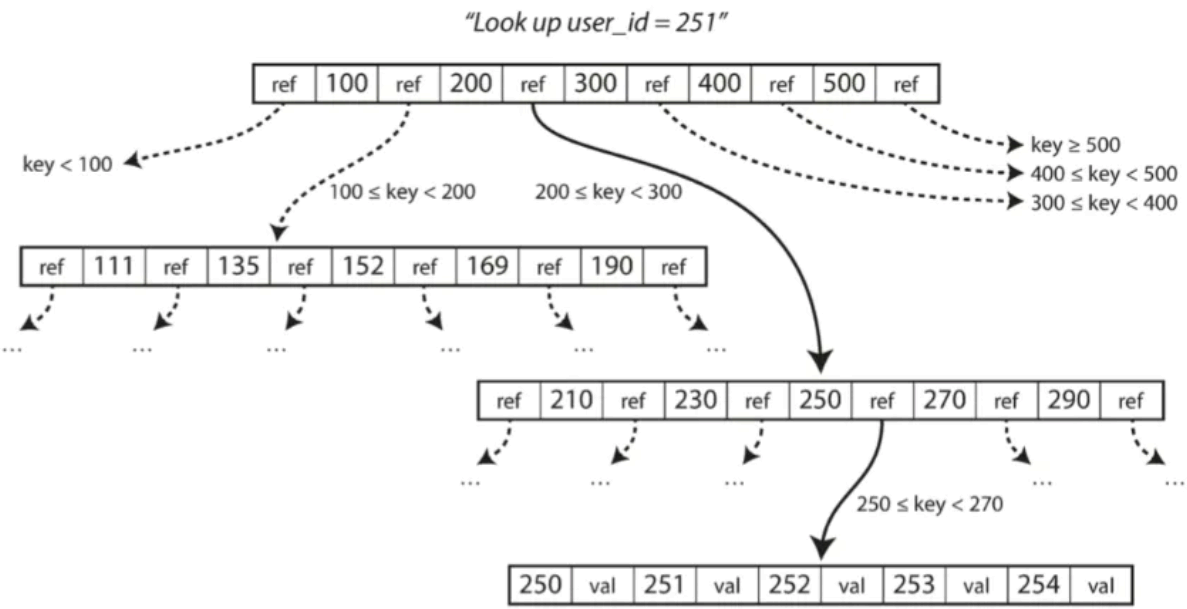 “Look up user_id = 251”
ref 100 ref 200 ref 300 ref 400 ref 500 ref
key < 100
key ≥ 500
400 ≤ key < 500
300 ≤ key < 400
100 ≤ key < 200
200 ≤ key < 300
ref 111 ref 135 ref 152 ref 169 ref 190 ref
... ... ... ... ... ...
ref 210 ref 230 ref 250 ref 270 ref 290 ref
... ... ... ... ...
250 ≤ key < 270
250 val 251 val 252 val 253 val 254 val